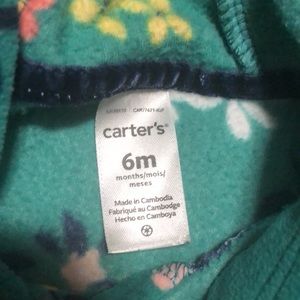 carter's®
6m
months/mois/
meses
Made in Cambodia
Fabriqué au Cambodge
Hecho en Camboya